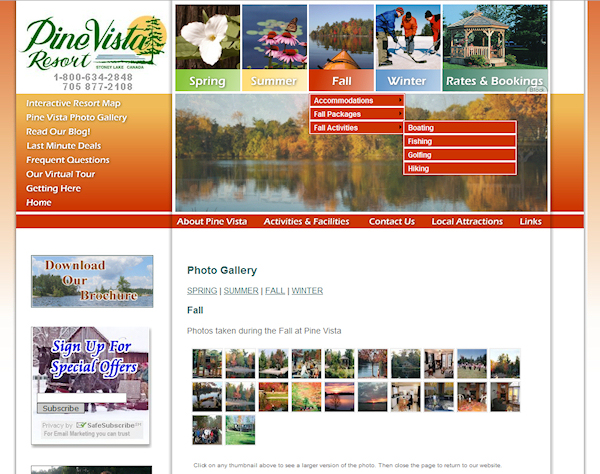 Pine Vista
Resort
STONEY LAKE CANADA
1-800-634-2848
705 877-2108
Spring
Summer
Fall
Winter
Rates & Bookings
Interactive Resort Map
Pine Vista Photo Gallery
Read Our Blog!
Last Minute Deals
Frequent Questions
Our Virtual Tour
Getting Here
Home
Accommodations
Fall Packages
Fall Activities
Boating
Fishing
Golfing
Hiking
About Pine Vista
Activities & Facilities
Contact Us
Local Attractions
Links
Download
Our
Brochure
Sign Up For
Special Offers
Subscribe
Privacy by SafeSubscribe SM
For Email Marketing you can trust
Photo Gallery
SPRING | SUMMER | FALL | WINTER
Fall
Photos taken during the Fall at Pine Vista
Click on any thumbnail above to see a larger version of the photo. Then close the page to return to our website.